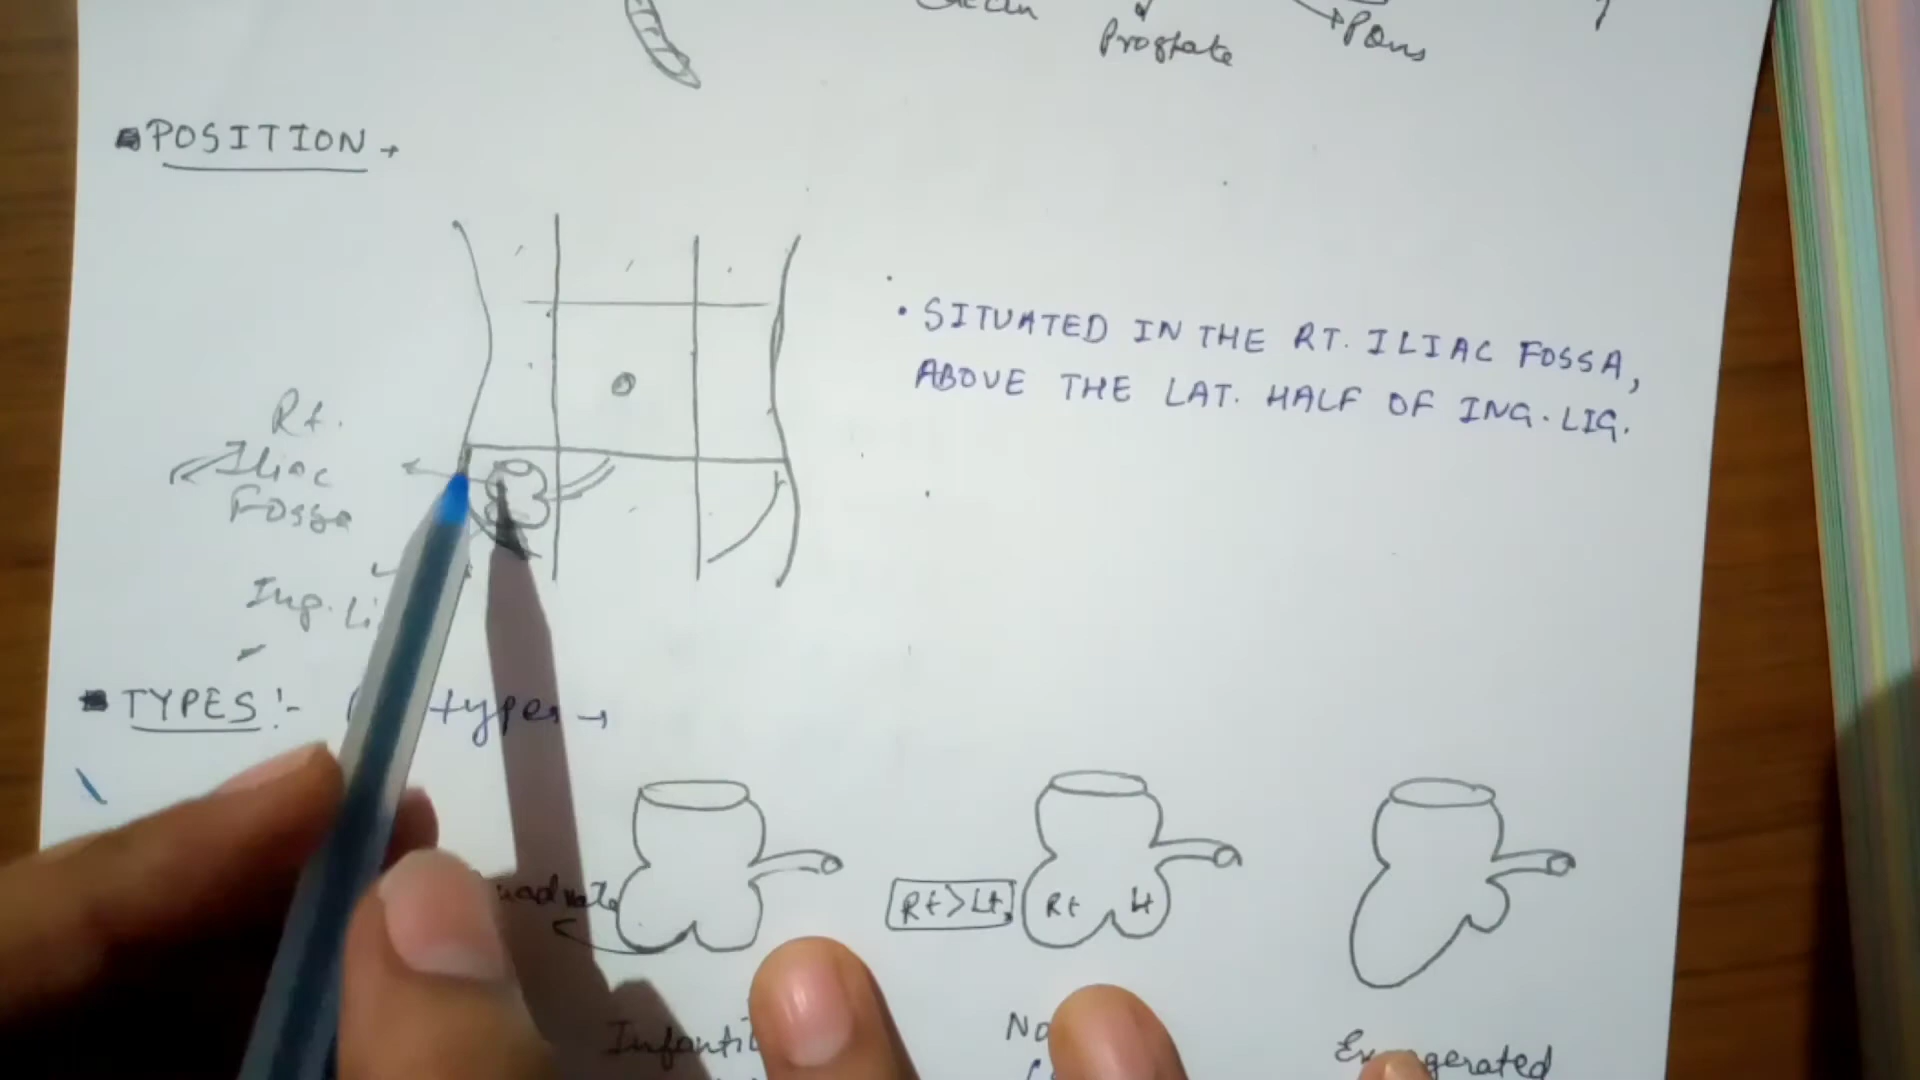 Prostate
Pons
POSITION →
• SITUATED IN THE RT. ILIAC FOSSA,
ABOVE THE LAT. HALF OF ING. LIG.
Rt.
Iliac
Fossa
Ing. Li
TYPES :- types →
Rt > Lt
Rt Lt